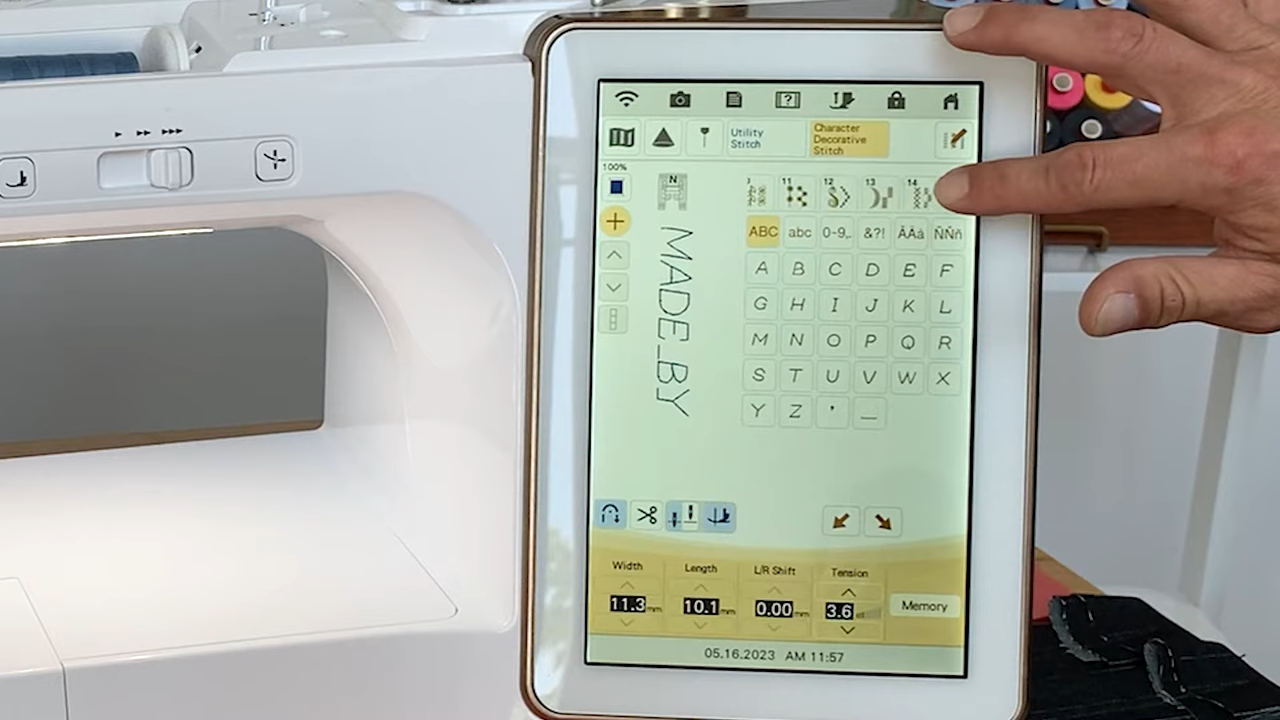 Utility
Stitch
Character
Decorative
Stitch
100%
N
11 12 13 14
MADE_BY
ABC abc 0-9,. &?! ÄÀá ÑÑñ
A B C D E F
G H I J K L
M N O P Q R
S T U V W X
Y Z ' _
Width Length L/R Shift Tension
11.3 mm 10.1 mm 0.00 mm 3.6
Memory
05.16.2023 AM 11:57